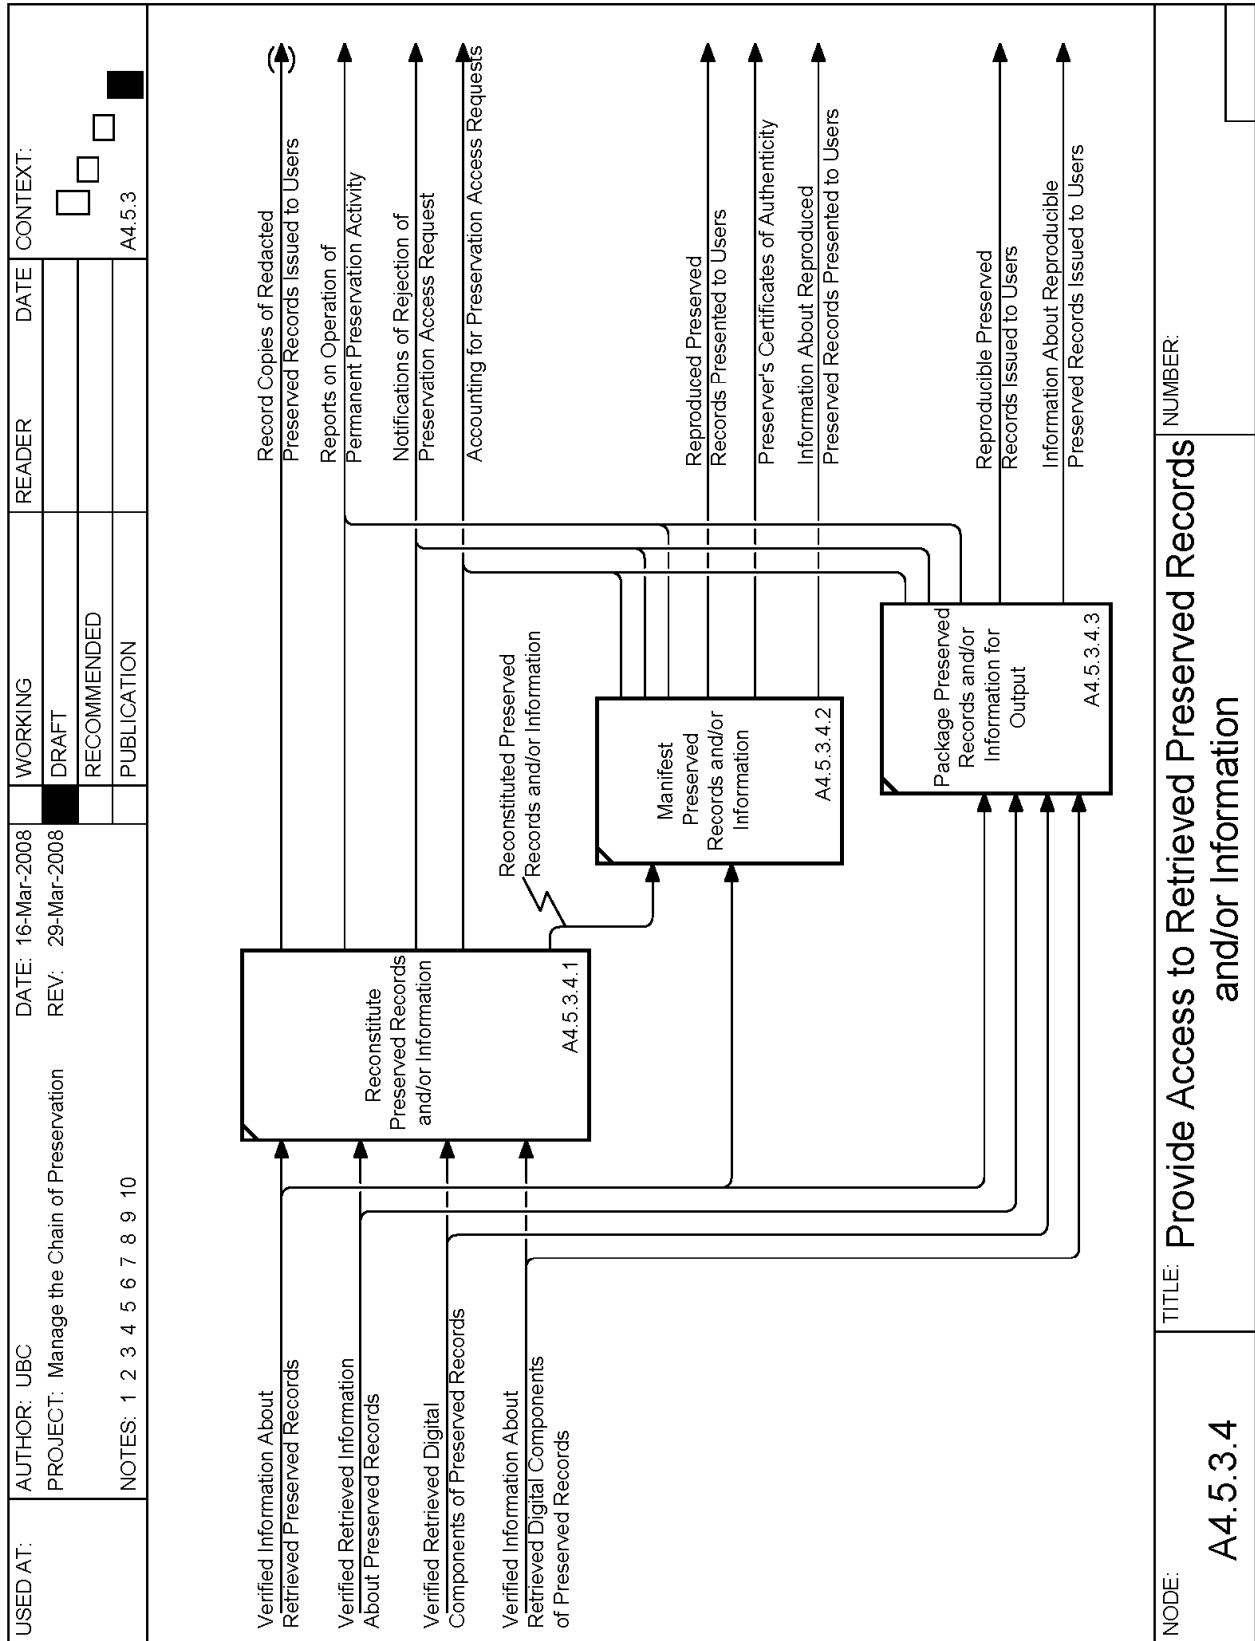 USED AT:
AUTHOR: UBC
PROJECT: Manage the Chain of Preservation
NOTES: 1 2 3 4 5 6 7 8 9 10
DATE: 16-Mar-2008
REV: 29-Mar-2008
WORKING
DRAFT
RECOMMENDED
PUBLICATION
READER
DATE
CONTEXT:
A4.5.3
Verified Information About
Retrieved Preserved Records
Verified Retrieved Information
About Preserved Records
Verified Retrieved Digital
Components of Preserved Records
Verified Information About
Retrieved Digital Components
of Preserved Records
Reconstitute
Preserved Records
and/or Information
A4.5.3.4.1
Reconstituted Preserved
Records and/or Information
Manifest
Preserved
Records and/or
Information
A4.5.3.4.2
Package Preserved
Records and/or
Information for
Output
A4.5.3.4.3
Record Copies of Redacted
Preserved Records Issued to Users
Reports on Operation of
Permanent Preservation Activity
Notifications of Rejection of
Preservation Access Request
Accounting for Preservation Access Requests
Reproduced Preserved
Records Presented to Users
Preserver's Certificates of Authenticity
Information About Reproduced
Preserved Records Presented to Users
Reproducible Preserved
Records Issued to Users
Information About Reproducible
Preserved Records Issued to Users
NODE:
A4.5.3.4
TITLE:
Provide Access to Retrieved Preserved Records
and/or Information
NUMBER: